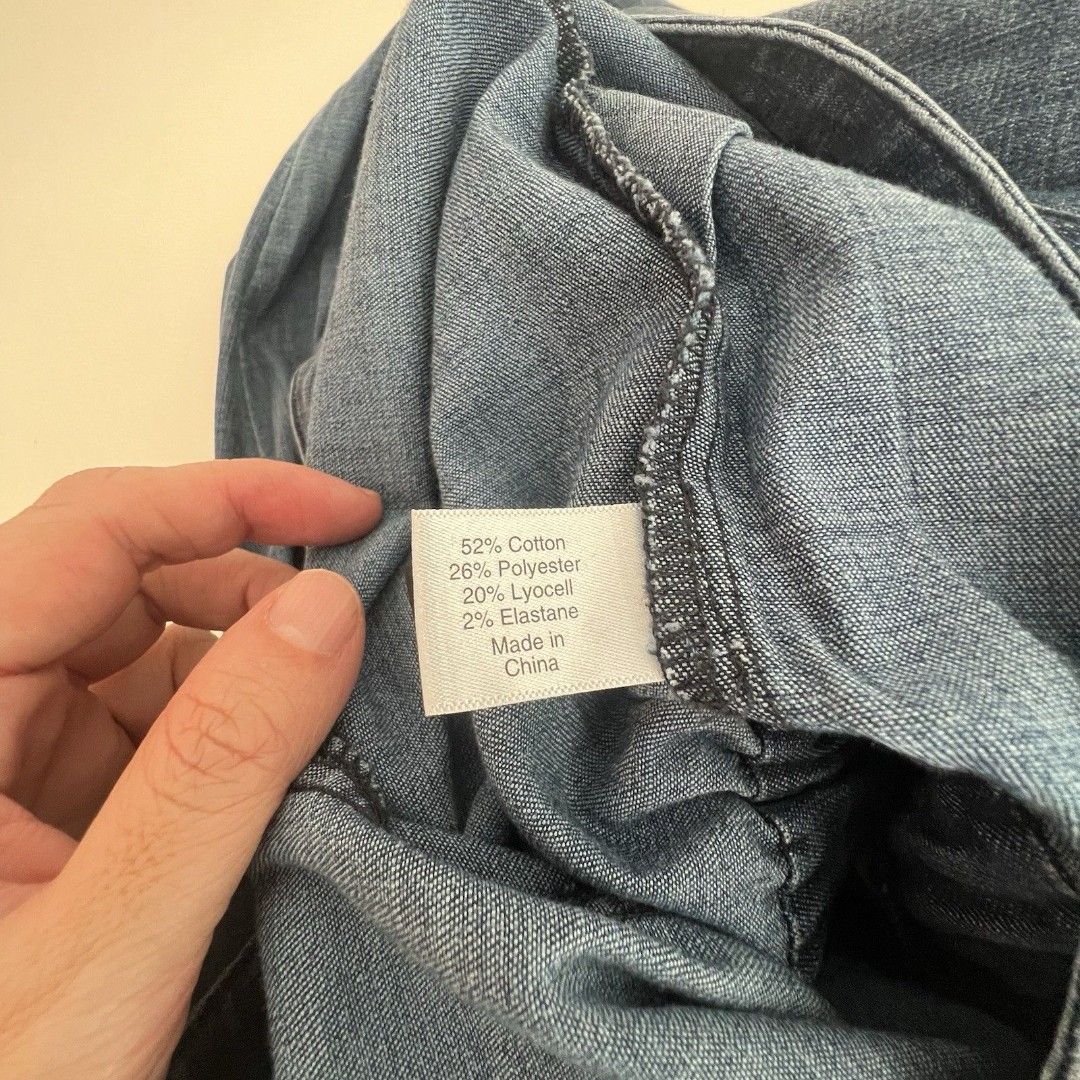 52% Cotton
26% Polyester
20% Lyocell
2% Elastane
Made in
China